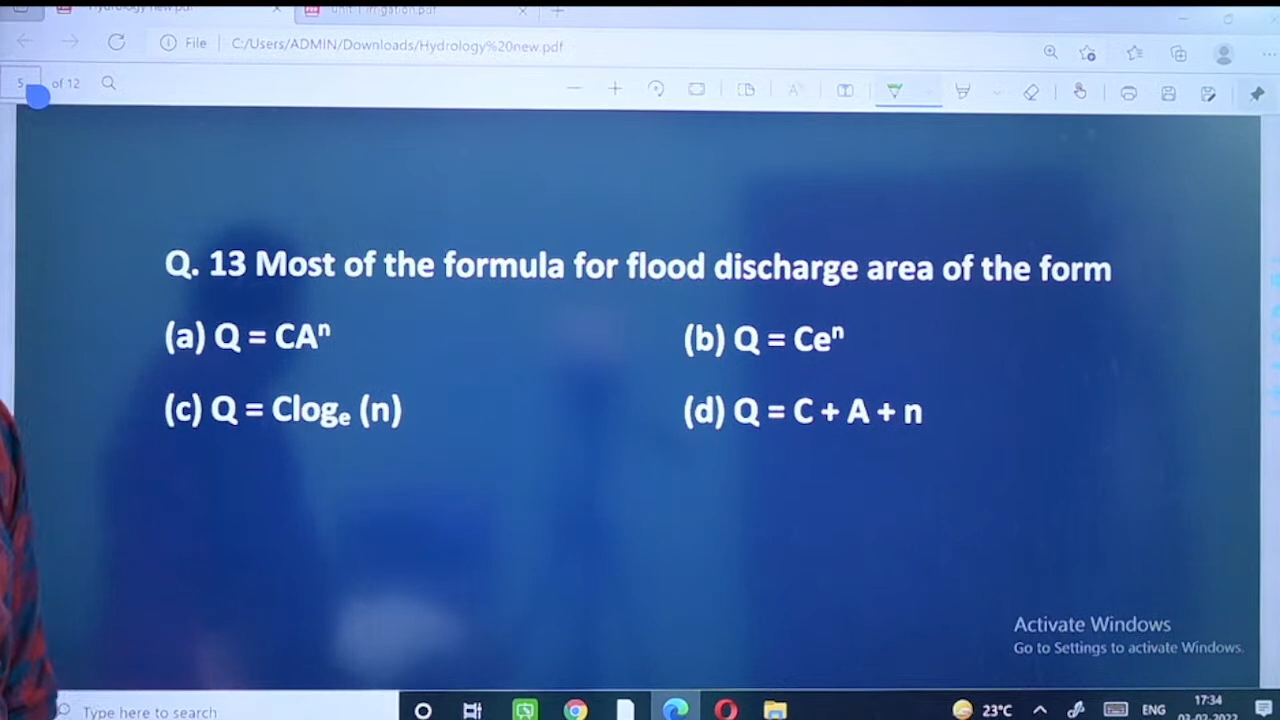 File | C:/Users/ADMIN/Downloads/Hydrology%20new.pdf
5 of 12
Q. 13 Most of the formula for flood discharge area of the form
(a) Q = CAⁿ (b) Q = Ceⁿ
(c) Q = Clogₑ (n) (d) Q = C + A + n
Activate Windows
Go to Settings to activate Windows.
Type here to search
23°C ENG 17:34